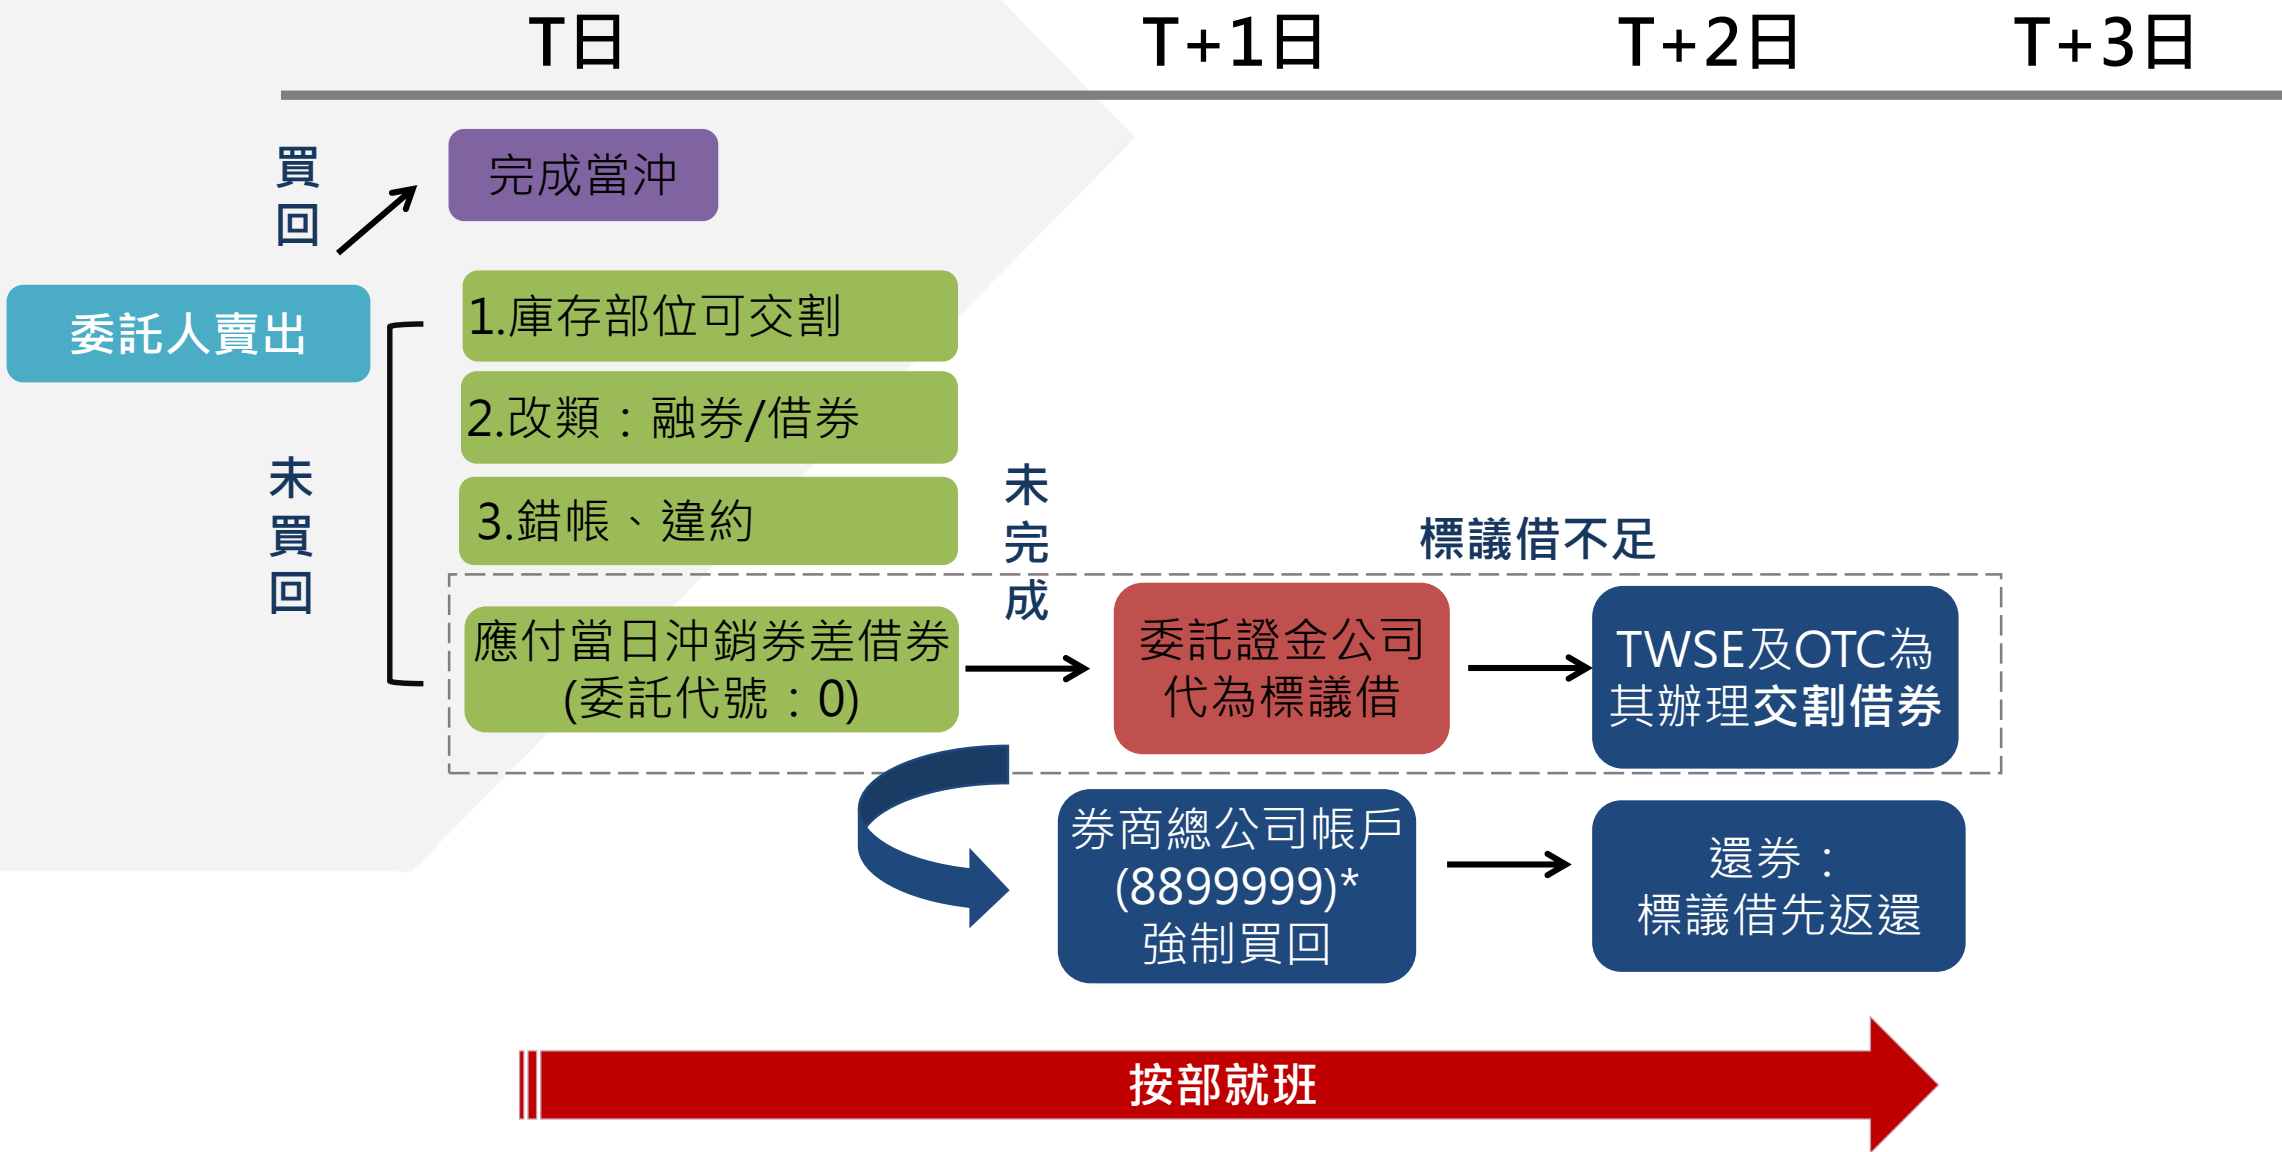 T日
T+1日
T+2日
T+3日
買
回
完成當沖
委託人賣出
1.庫存部位可交割
2.改類：融券/借券
3.錯帳、違約
未
買
回
應付當日沖銷券差借券
(委託代號：0)
未
完
成
委託證金公司
代為標議借
標議借不足
TWSE及OTC為
其辦理交割借券
券商總公司帳戶
(8899999)*
強制買回
還券：
標議借先返還
按部就班